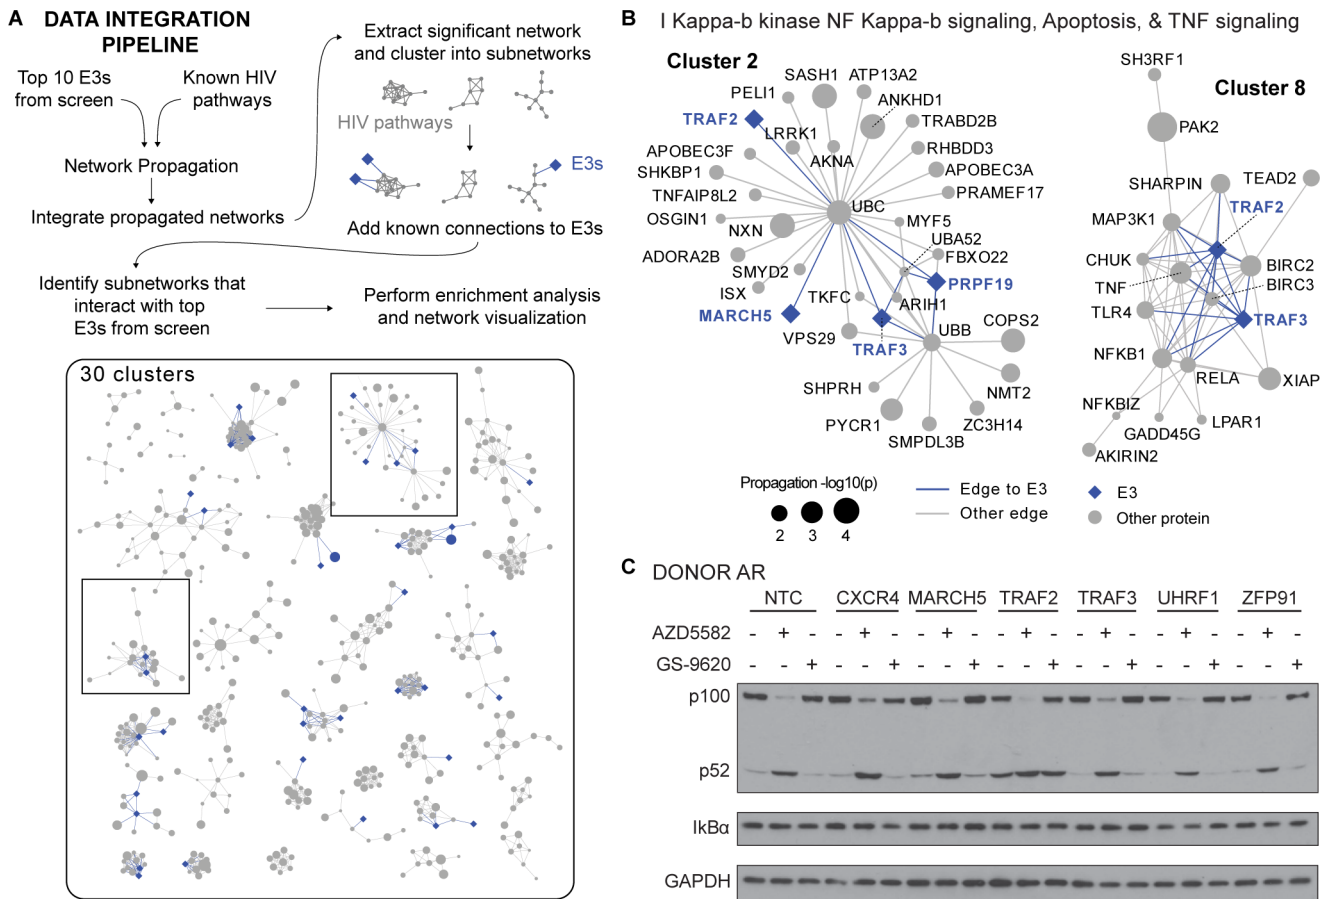 A
DATA INTEGRATION
PIPELINE
Top 10 E3s
from screen
Known HIV
pathways
Network Propagation
Integrate propagated networks
Extract significant network
and cluster into subnetworks
HIV pathways
E3s
Add known connections to E3s
Identify subnetworks that
interact with top
E3s from screen
Perform enrichment analysis
and network visualization
30 clusters
B
I Kappa-b kinase NF Kappa-b signaling, Apoptosis, & TNF signaling
Cluster 2
SASH1
ATP13A2
PELI1
ANKHD1
TRAF2
TRABD2B
LRRK1
APOBEC3F
AKNA
RHBDD3
SHKBP1
APOBEC3A
TNFAIP8L2
PRAMEF17
OSGIN1
UBC
MYF5
NXN
UBA52
ADORA2B
FBXO22
SMYD2
ISX
TKFC
ARIH1
PRPF19
MARCH5
VPS29
TRAF3
UBB
COPS2
SHPRH
NMT2
PYCR1
ZC3H14
SMPDL3B
SH3RF1
Cluster 8
PAK2
SHARPIN
TEAD2
TRAF2
MAP3K1
CHUK
BIRC2
TNF
BIRC3
TLR4
TRAF3
NFKB1
RELA
XIAP
NFKBIZ
LPAR1
GADD45G
AKIRIN2
Propagation -log10(p)
2 3 4
Edge to E3
Other edge
E3
Other protein
C
DONOR AR
NTC CXCR4 MARCH5 TRAF2 TRAF3 UHRF1 ZFP91
AZD5582 - + - - + - - + - - + - - + - - + - - + -
GS-9620 - - + - - + - - + - - + - - + - - + - - +
p100
p52
IkBα
GAPDH